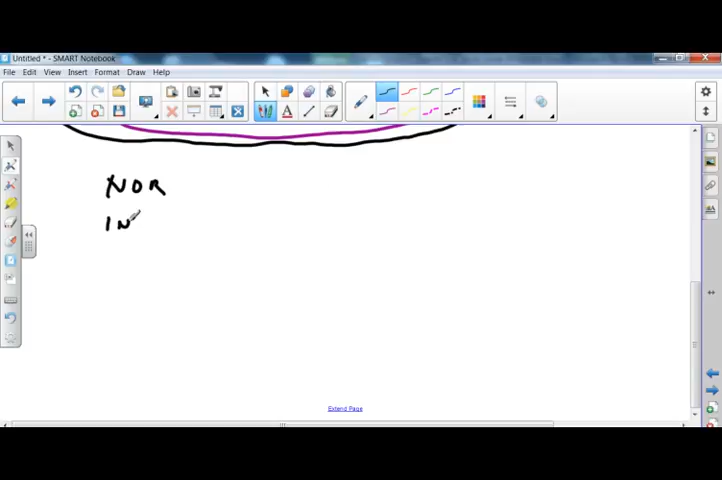 Untitled * - SMART Notebook
File Edit View Insert Format Draw Help
NOR
IN
Extend Page